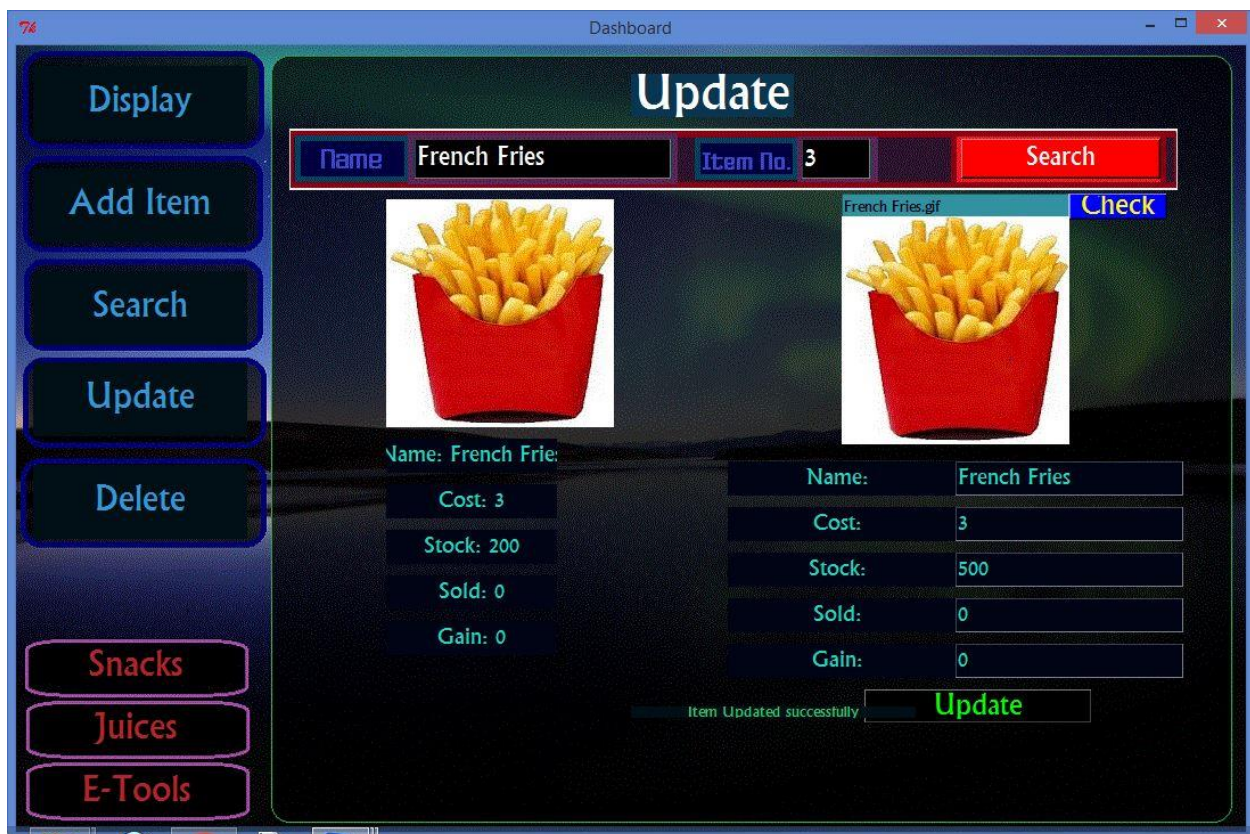 Dashboard
Display
Add Item
Search
Update
Delete
Snacks
Juices
E-Tools
Update
Name French Fries Item No. 3 Search
French Fries.gif Check
Name: French Fries
Cost: 3
Stock: 200
Sold: 0
Gain: 0
Name: French Fries
Cost: 3
Stock: 500
Sold: 0
Gain: 0
Item Updated successfully Update